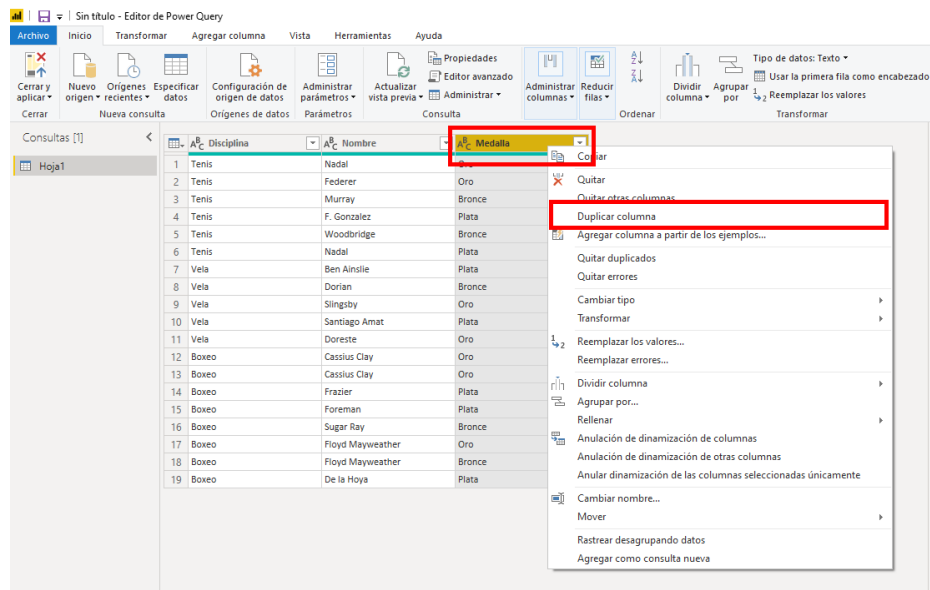 Sin título - Editor de Power Query
Archivo Inicio Transformar Agregar columna Vista Herramientas Ayuda
Cerrar y aplicar
Nuevo origen
Orígenes recientes
Especificar datos
Configuración de origen de datos
Administrar parámetros
Actualizar vista previa
Propiedades
Editor avanzado
Administrar
Administrar columnas
Reducir filas
Dividir columna
Agrupar por
Tipo de datos: Texto
Usar la primera fila como encabezado
Reemplazar los valores
Cerrar Nueva consulta Orígenes de datos Parámetros Consulta Ordenar Transformar
Consultas [1]
Hoja1
Disciplina Nombre Medalla
1 Tenis Nadal Oro
2 Tenis Federer Oro
3 Tenis Murray Bronce
4 Tenis F. Gonzalez Plata
5 Tenis Woodbridge Bronce
6 Tenis Nadal Plata
7 Vela Ben Ainslie Plata
8 Vela Dorian Bronce
9 Vela Slingsby Oro
10 Vela Santiago Amat Plata
11 Vela Doreste Oro
12 Boxeo Cassius Clay Oro
13 Boxeo Cassius Clay Oro
14 Boxeo Frazier Plata
15 Boxeo Foreman Plata
16 Boxeo Sugar Ray Bronce
17 Boxeo Floyd Mayweather Oro
18 Boxeo Floyd Mayweather Bronce
19 Boxeo De la Hoya Plata
Copiar
Quitar
Quitar otras columnas
Duplicar columna
Agregar columna a partir de los ejemplos...
Quitar duplicados
Quitar errores
Cambiar tipo
Transformar
Reemplazar los valores...
Reemplazar errores...
Dividir columna
Agrupar por...
Rellenar
Anulación de dinamización de columnas
Anulación de dinamización de otras columnas
Anular dinamización de las columnas seleccionadas únicamente
Cambiar nombre...
Mover
Rastrear desagrupando datos
Agregar como consulta nueva